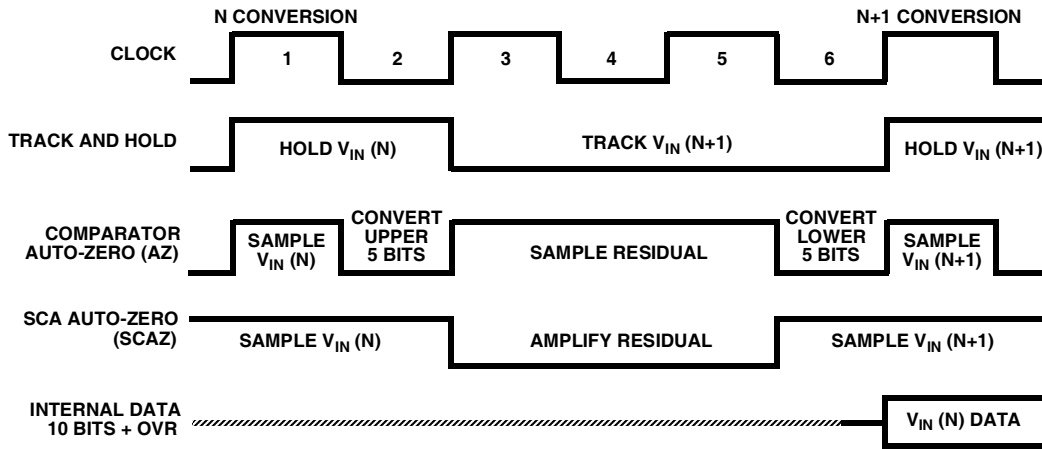 N CONVERSION
N+1 CONVERSION
CLOCK
1
2
3
4
5
6
TRACK AND HOLD
HOLD VIN (N)
TRACK VIN (N+1)
HOLD VIN (N+1)
COMPARATOR
AUTO-ZERO (AZ)
SAMPLE
VIN (N)
CONVERT
UPPER
5 BITS
SAMPLE RESIDUAL
CONVERT
LOWER
5 BITS
SAMPLE
VIN (N+1)
SCA AUTO-ZERO
(SCAZ)
SAMPLE VIN (N)
AMPLIFY RESIDUAL
SAMPLE VIN (N+1)
INTERNAL DATA
10 BITS + OVR
VIN (N) DATA